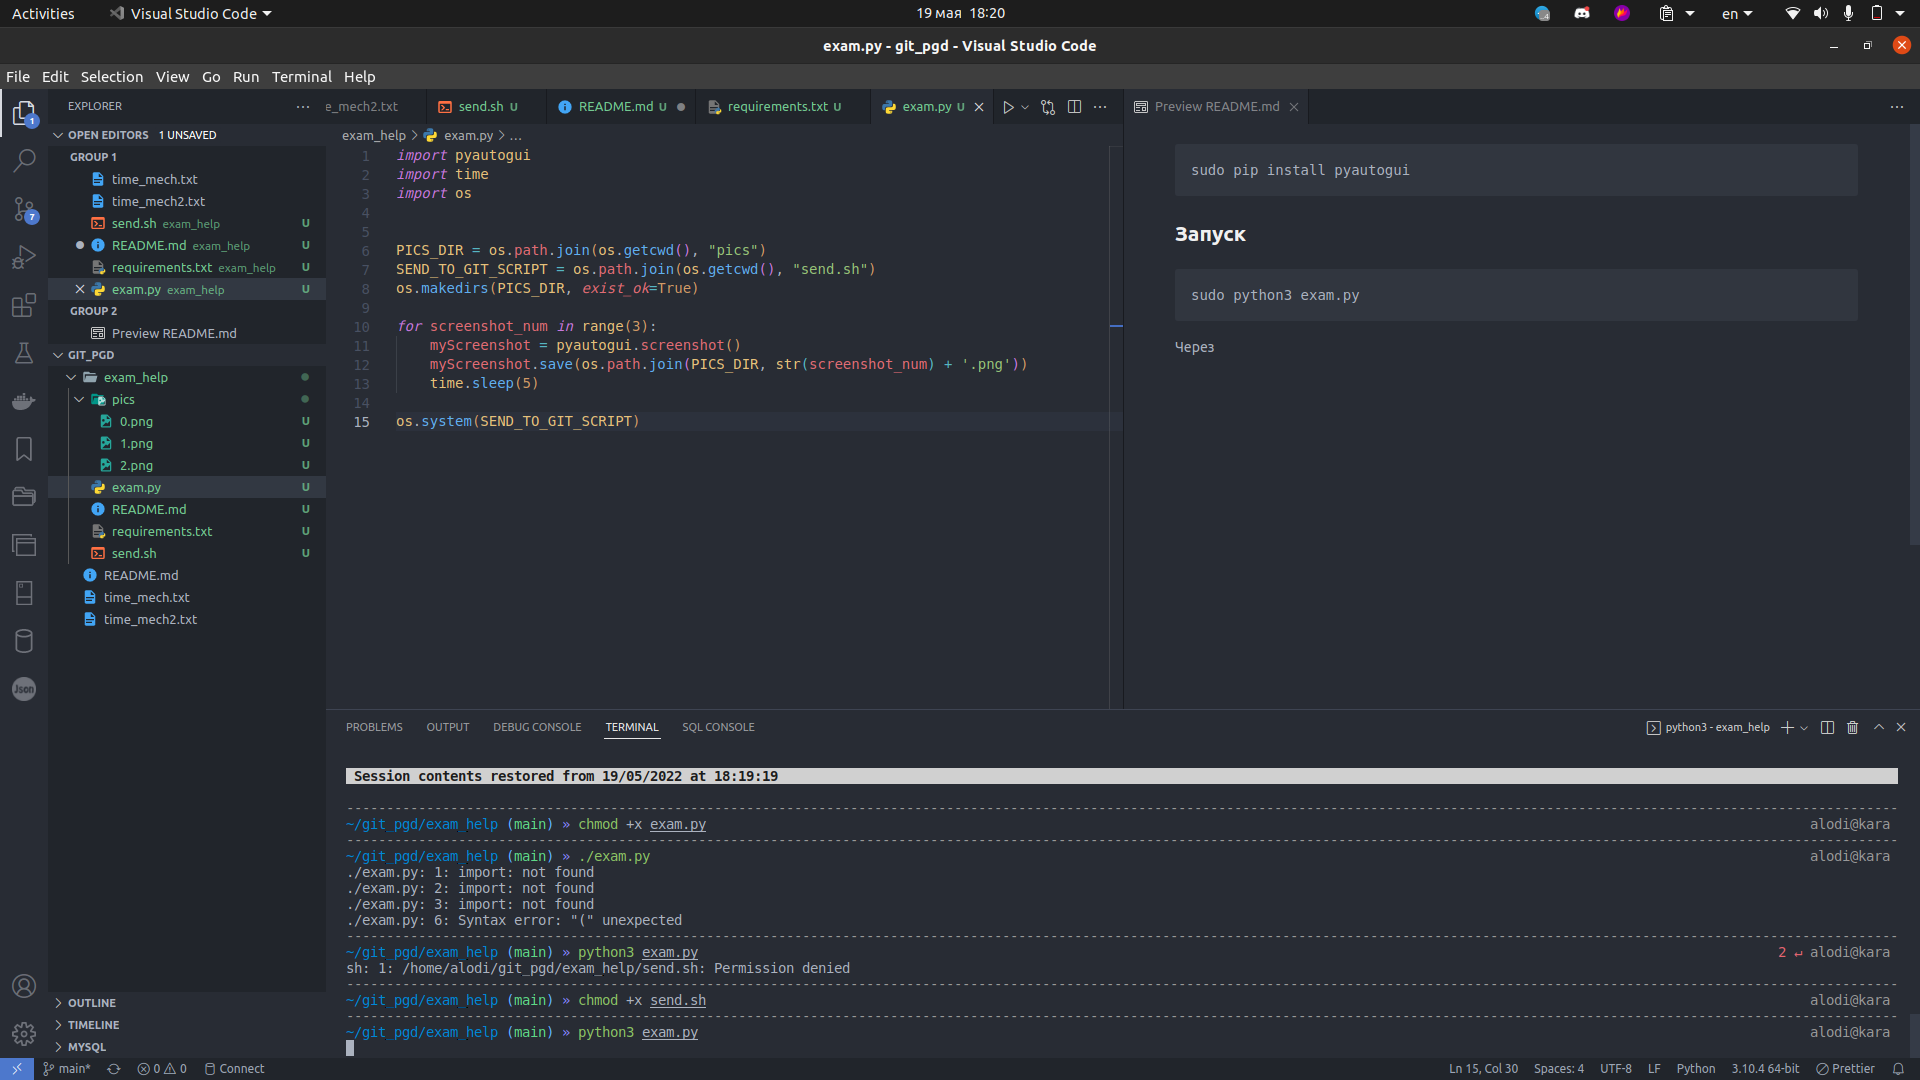 Activities
Visual Studio Code
19 мая 18:20
en
exam.py - git_pgd - Visual Studio Code
File Edit Selection View Go Run Terminal Help
EXPLORER
OPEN EDITORS 1 UNSAVED
GROUP 1
time_mech.txt
time_mech2.txt
send.sh exam_help U
README.md exam_help U
requirements.txt exam_help U
exam.py exam_help U
GROUP 2
Preview README.md
GIT_PGD
exam_help
pics
0.png U
1.png U
2.png U
exam.py U
README.md U
requirements.txt U
send.sh U
README.md
time_mech.txt
time_mech2.txt
OUTLINE
TIMELINE
MYSQL
1
7
Json
e_mech2.txt
send.sh U
README.md U
requirements.txt U
exam.py U
exam_help > exam.py > ...
1 import pyautogui
2 import time
3 import os
4
5
6 PICS_DIR = os.path.join(os.getcwd(), "pics")
7 SEND_TO_GIT_SCRIPT = os.path.join(os.getcwd(), "send.sh")
8 os.makedirs(PICS_DIR, exist_ok=True)
9
10 for screenshot_num in range(3):
11 myScreenshot = pyautogui.screenshot()
12 myScreenshot.save(os.path.join(PICS_DIR, str(screenshot_num) + '.png'))
13 time.sleep(5)
14
15 os.system(SEND_TO_GIT_SCRIPT)
Preview README.md
sudo pip install pyautogui
Запуск
sudo python3 exam.py
Через
PROBLEMS OUTPUT DEBUG CONSOLE TERMINAL SQL CONSOLE
python3 - exam_help
Session contents restored from 19/05/2022 at 18:19:19
~/git_pgd/exam_help (main) » chmod +x exam.py alodi@kara
~/git_pgd/exam_help (main) » ./exam.py alodi@kara
./exam.py: 1: import: not found
./exam.py: 2: import: not found
./exam.py: 3: import: not found
./exam.py: 6: Syntax error: "(" unexpected
~/git_pgd/exam_help (main) » python3 exam.py 2 ↵ alodi@kara
sh: 1: /home/alodi/git_pgd/exam_help/send.sh: Permission denied
~/git_pgd/exam_help (main) » chmod +x send.sh alodi@kara
~/git_pgd/exam_help (main) » python3 exam.py alodi@kara
main* 0 0 Connect
Ln 15, Col 30 Spaces: 4 UTF-8 LF Python 3.10.4 64-bit Prettier